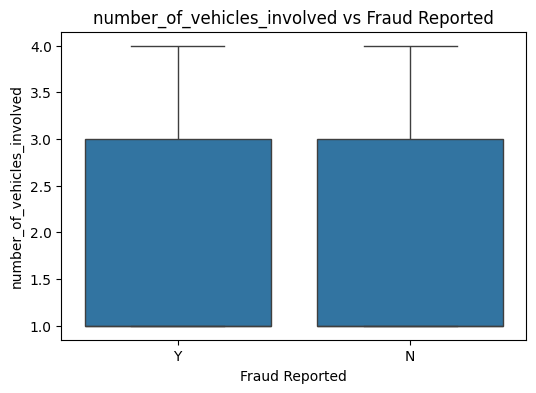 number_of_vehicles_involved vs Fraud Reported
number_of_vehicles_involved
4.0
3.5
3.0
2.5
2.0
1.5
1.0
Y
N
Fraud Reported